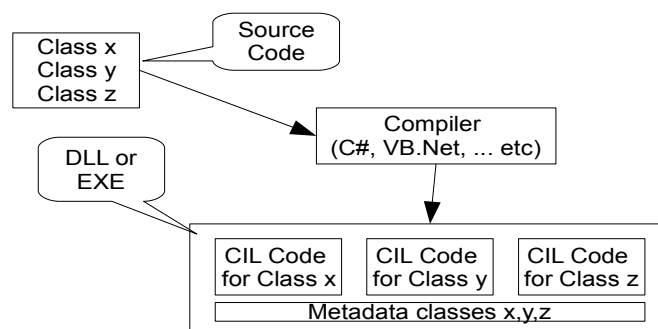 Class x
Class y
Class z
Source
Code
Compiler
(C#, VB.Net, ... etc)
DLL or
EXE
CIL Code
for Class x
CIL Code
for Class y
CIL Code
for Class z
Metadata classes x,y,z